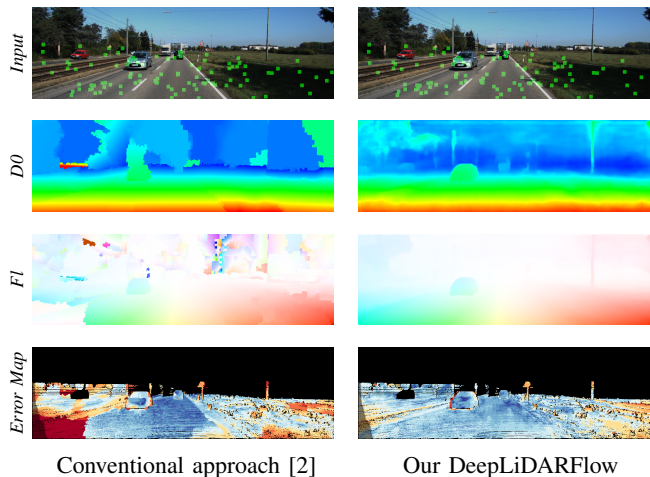 Input
D0
Fl
Error Map
Conventional approach [2]
Our DeepLiDARFlow